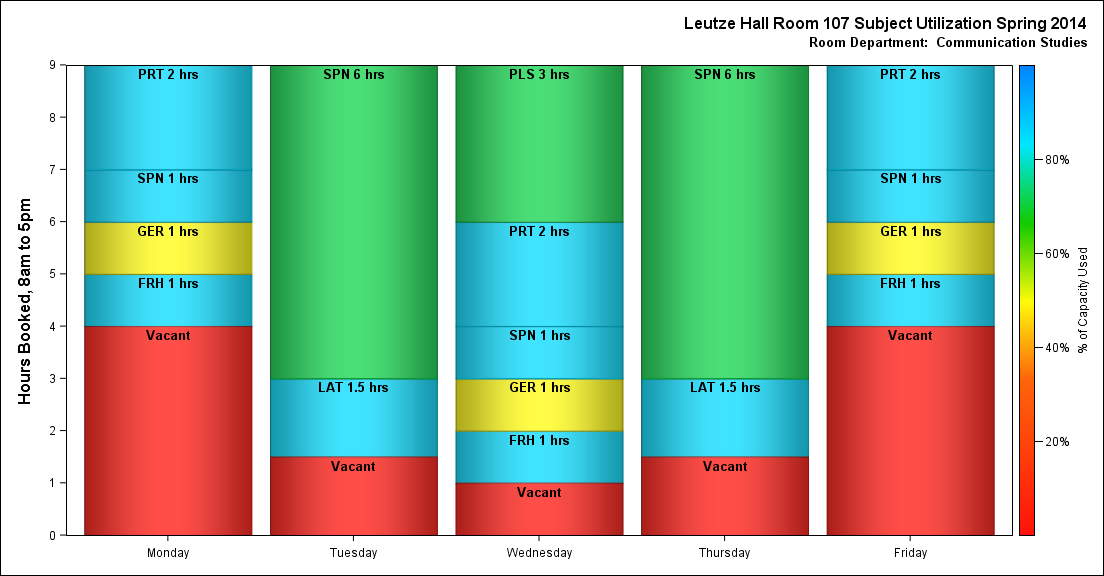 Leutze Hall Room 107 Subject Utilization Spring 2014
Room Department:  Communication Studies
Hours Booked, 8am to 5pm
9
8
7
6
5
4
3
2
1
0
PRT 2 hrs
SPN 1 hrs
GER 1 hrs
FRH 1 hrs
Vacant
Monday
SPN 6 hrs
LAT 1.5 hrs
Vacant
Tuesday
PLS 3 hrs
PRT 2 hrs
SPN 1 hrs
GER 1 hrs
FRH 1 hrs
Vacant
Wednesday
SPN 6 hrs
LAT 1.5 hrs
Vacant
Thursday
PRT 2 hrs
SPN 1 hrs
GER 1 hrs
FRH 1 hrs
Vacant
Friday
80%
60%
40%
20%
% of Capacity Used